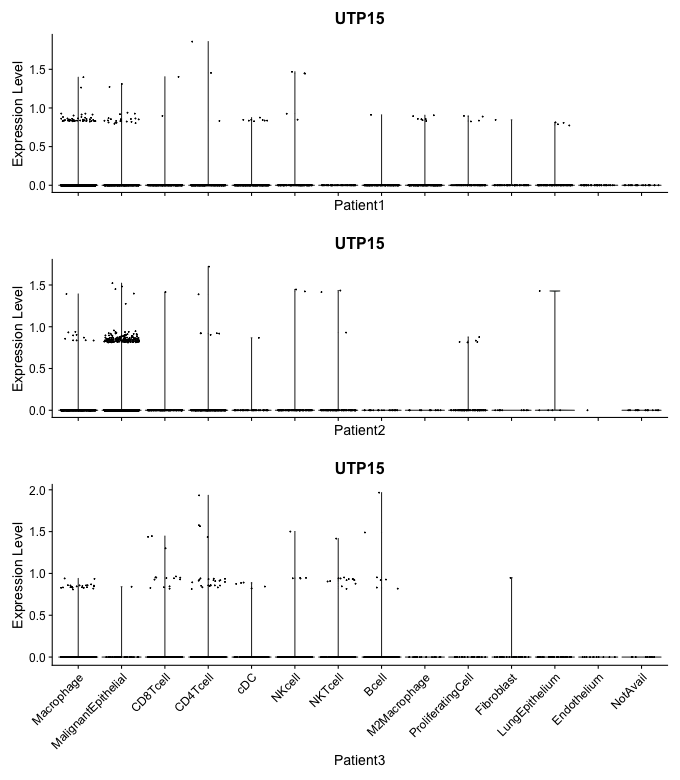 UTP15
Expression Level
1.5
1.0
0.5
0.0
Patient1
UTP15
Expression Level
1.5
1.0
0.5
0.0
Patient2
UTP15
Expression Level
2.0
1.5
1.0
0.5
0.0
Macrophage
MalignantEpithelial
CD8Tcell
CD4Tcell
cDC
NKcell
NKTcell
Bcell
M2Macrophage
ProliferatingCell
Fibroblast
LungEpithelium
Endothelium
NotAvail
Patient3